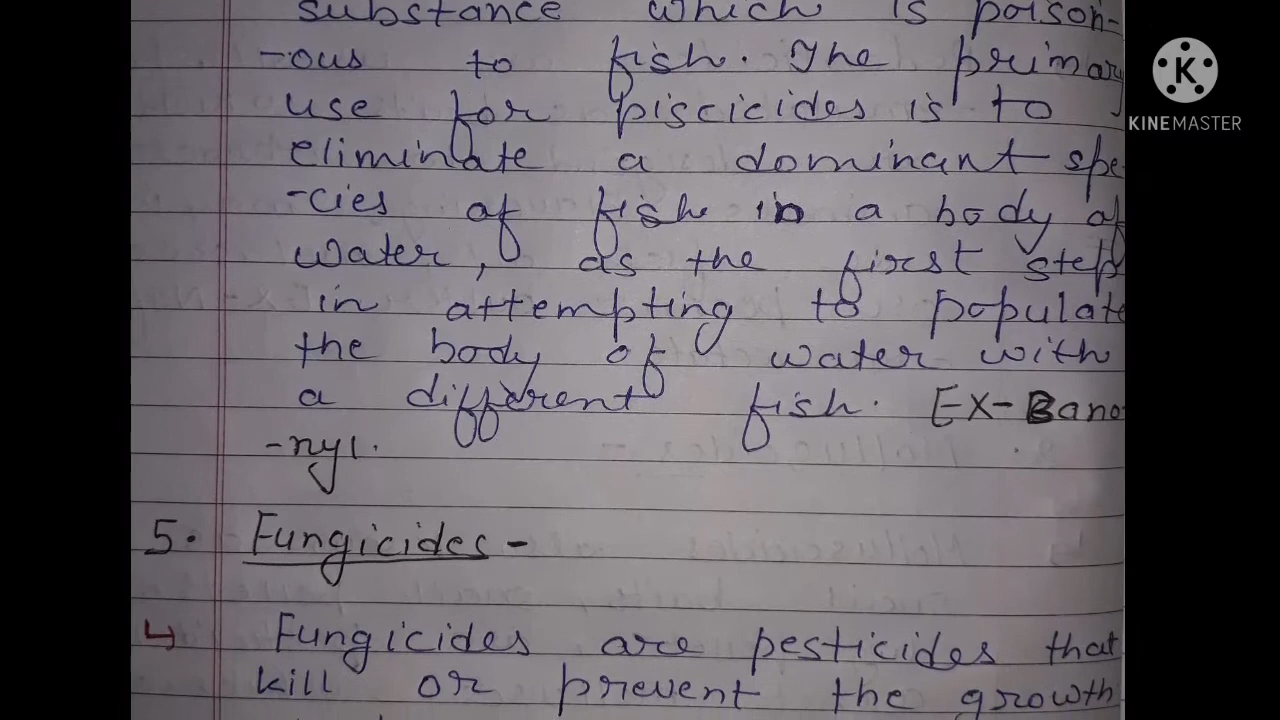 substance which is poison-
-ous to fish. The primary
use for piscicides is to
eliminate a dominant spe
-cies of fish in a body of
water, as the first step
in attempting to populate
the body of water with
a different fish. Ex- Bano
-nyl.
5. Fungicides -
↳ Fungicides are pesticides that
kill or prevent the growth
K
KINEMASTER